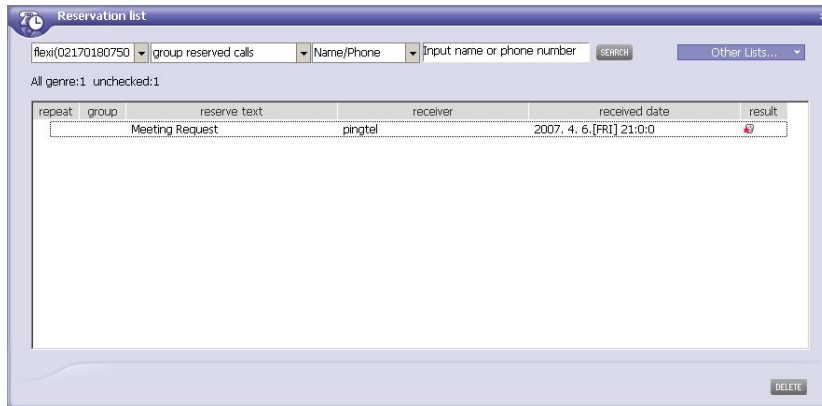 Reservation list
flexi(02170180750 group reserved calls Name/Phone Input name or phone number SEARCH Other Lists...
All genre:1 unchecked:1
repeat group reserve text receiver received date result
Meeting Request pingtel 2007. 4. 6.[FRI] 21:0:0
DELETE